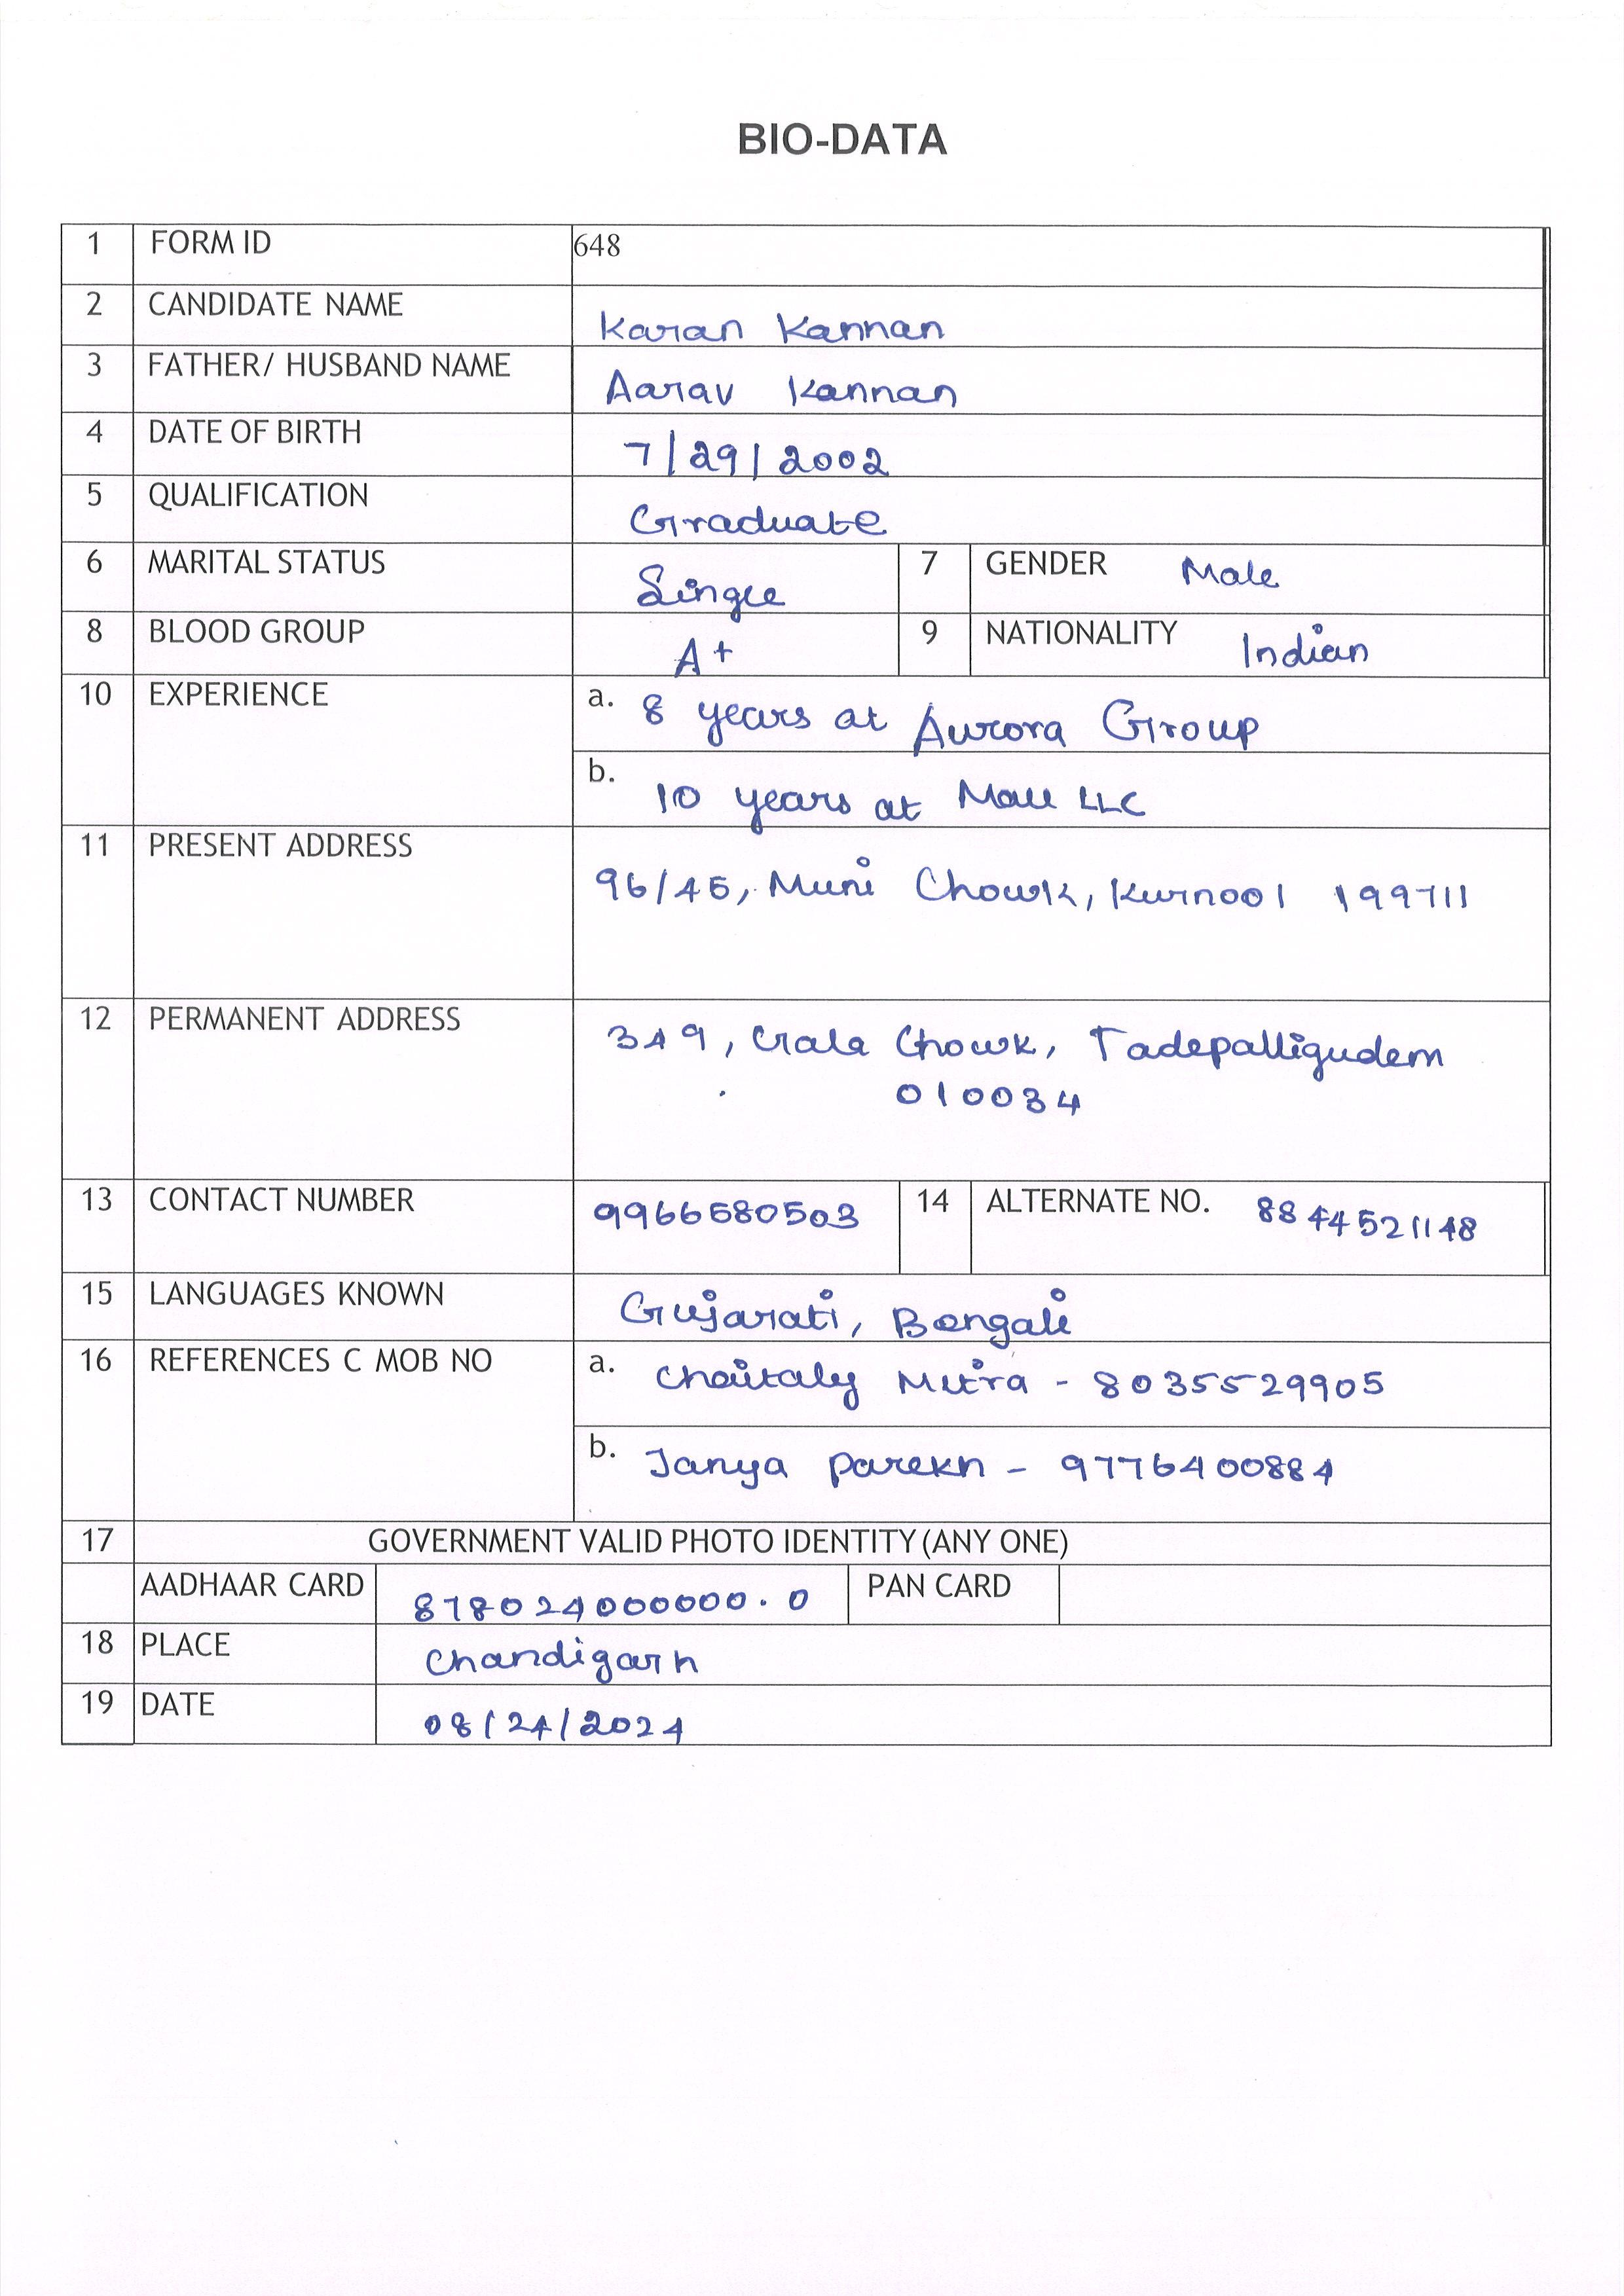 BIO-DATA
1 FORM ID 648
2 CANDIDATE NAME Karan Kannan
3 FATHER/ HUSBAND NAME Aarav Kannan
4 DATE OF BIRTH 7/29/2002
5 QUALIFICATION Graduate
6 MARITAL STATUS Single 7 GENDER Male
8 BLOOD GROUP A+ 9 NATIONALITY Indian
10 EXPERIENCE a. 8 years at Aurora Group
b. 10 years at Mall LLC
11 PRESENT ADDRESS 96/45, Muni Chowk, Kurnool 199711
12 PERMANENT ADDRESS 349, Gala Chowk, Tadepalligudem
010034
13 CONTACT NUMBER 9966580503 14 ALTERNATE NO. 8844521148
15 LANGUAGES KNOWN Gujarati, Bengali
16 REFERENCES C MOB NO a. Chaitaly Mitra - 8035529905
b. Janya Parekh - 9776400884
17 GOVERNMENT VALID PHOTO IDENTITY (ANY ONE)
AADHAAR CARD 878024000000.0 PAN CARD
18 PLACE Chandigarh
19 DATE 08/24/2024